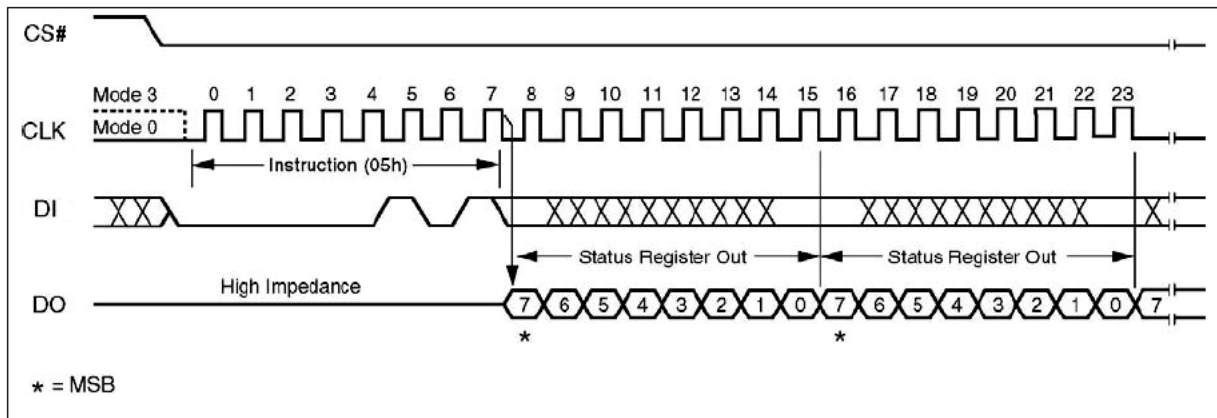 CS#
Mode 3
0 1 2 3 4 5 6 7 8 9 10 11 12 13 14 15 16 17 18 19 20 21 22 23
CLK
Mode 0
Instruction (05h)
DI
Status Register Out
Status Register Out
High Impedance
DO
7 6 5 4 3 2 1 0 7 6 5 4 3 2 1 0 7
* *
* = MSB